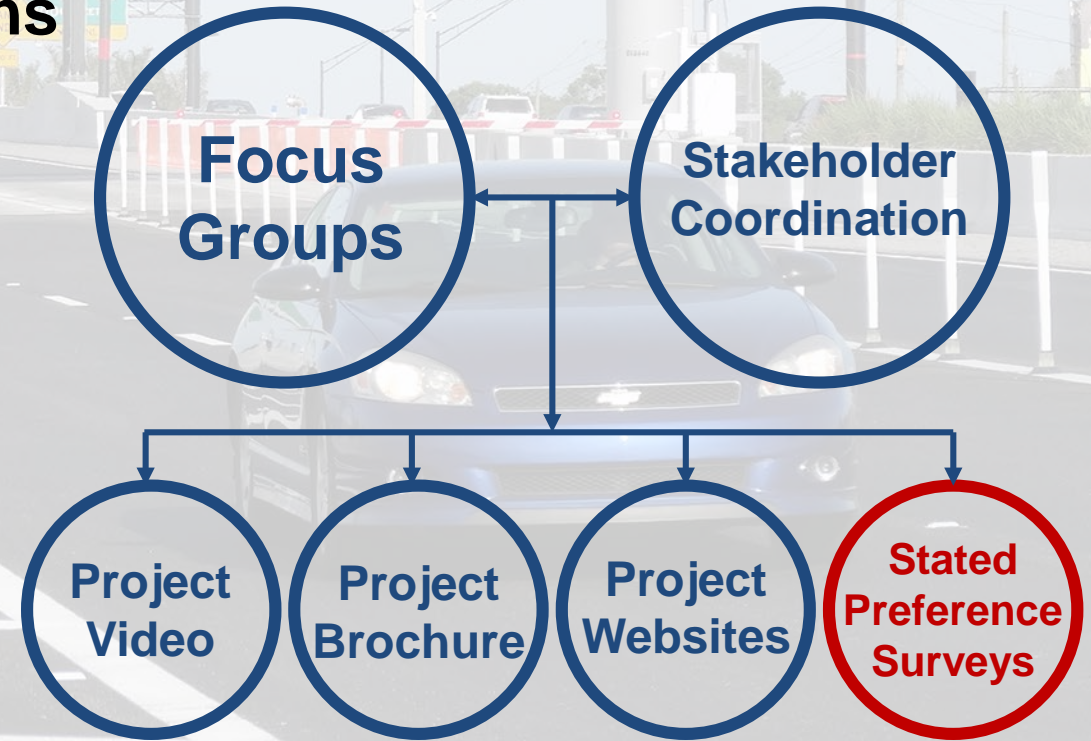 ns
Focus
Groups
Stakeholder
Coordination
Project
Video
Project
Brochure
Project
Websites
Stated
Preference
Surveys